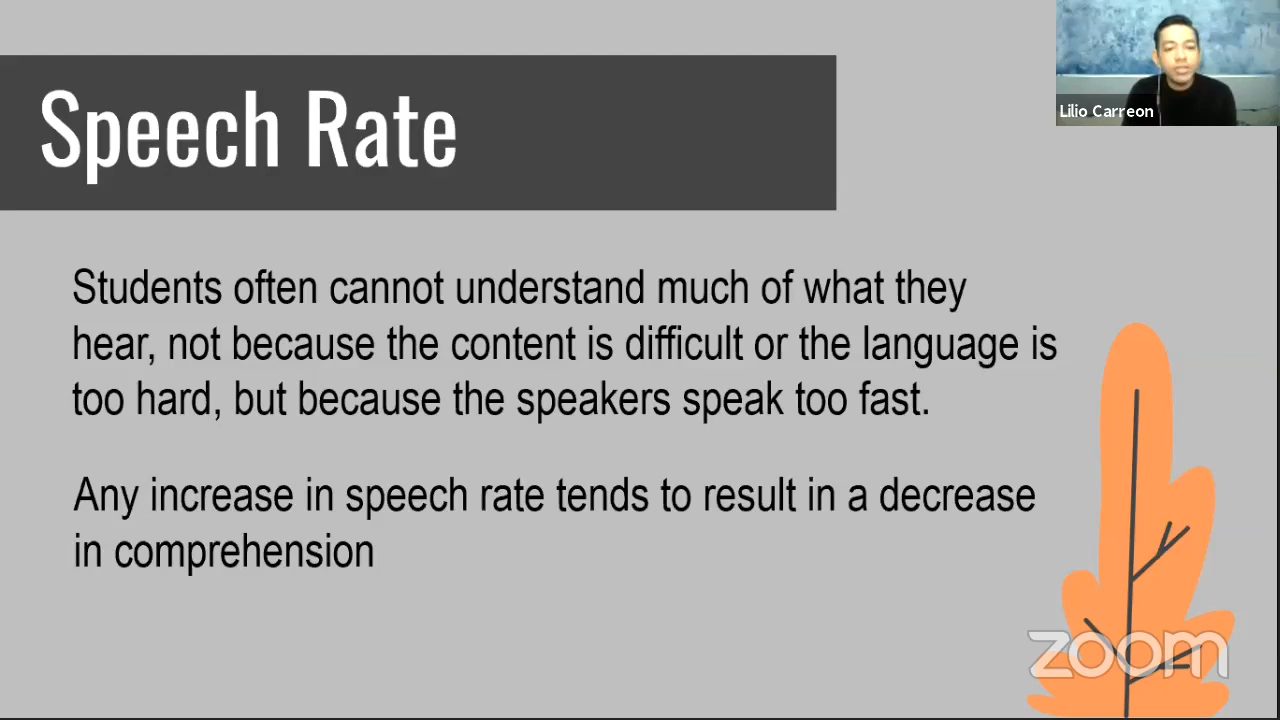 Speech Rate
Lilio Carreon
Students often cannot understand much of what they
hear, not because the content is difficult or the language is
too hard, but because the speakers speak too fast.
Any increase in speech rate tends to result in a decrease
in comprehension
zoom